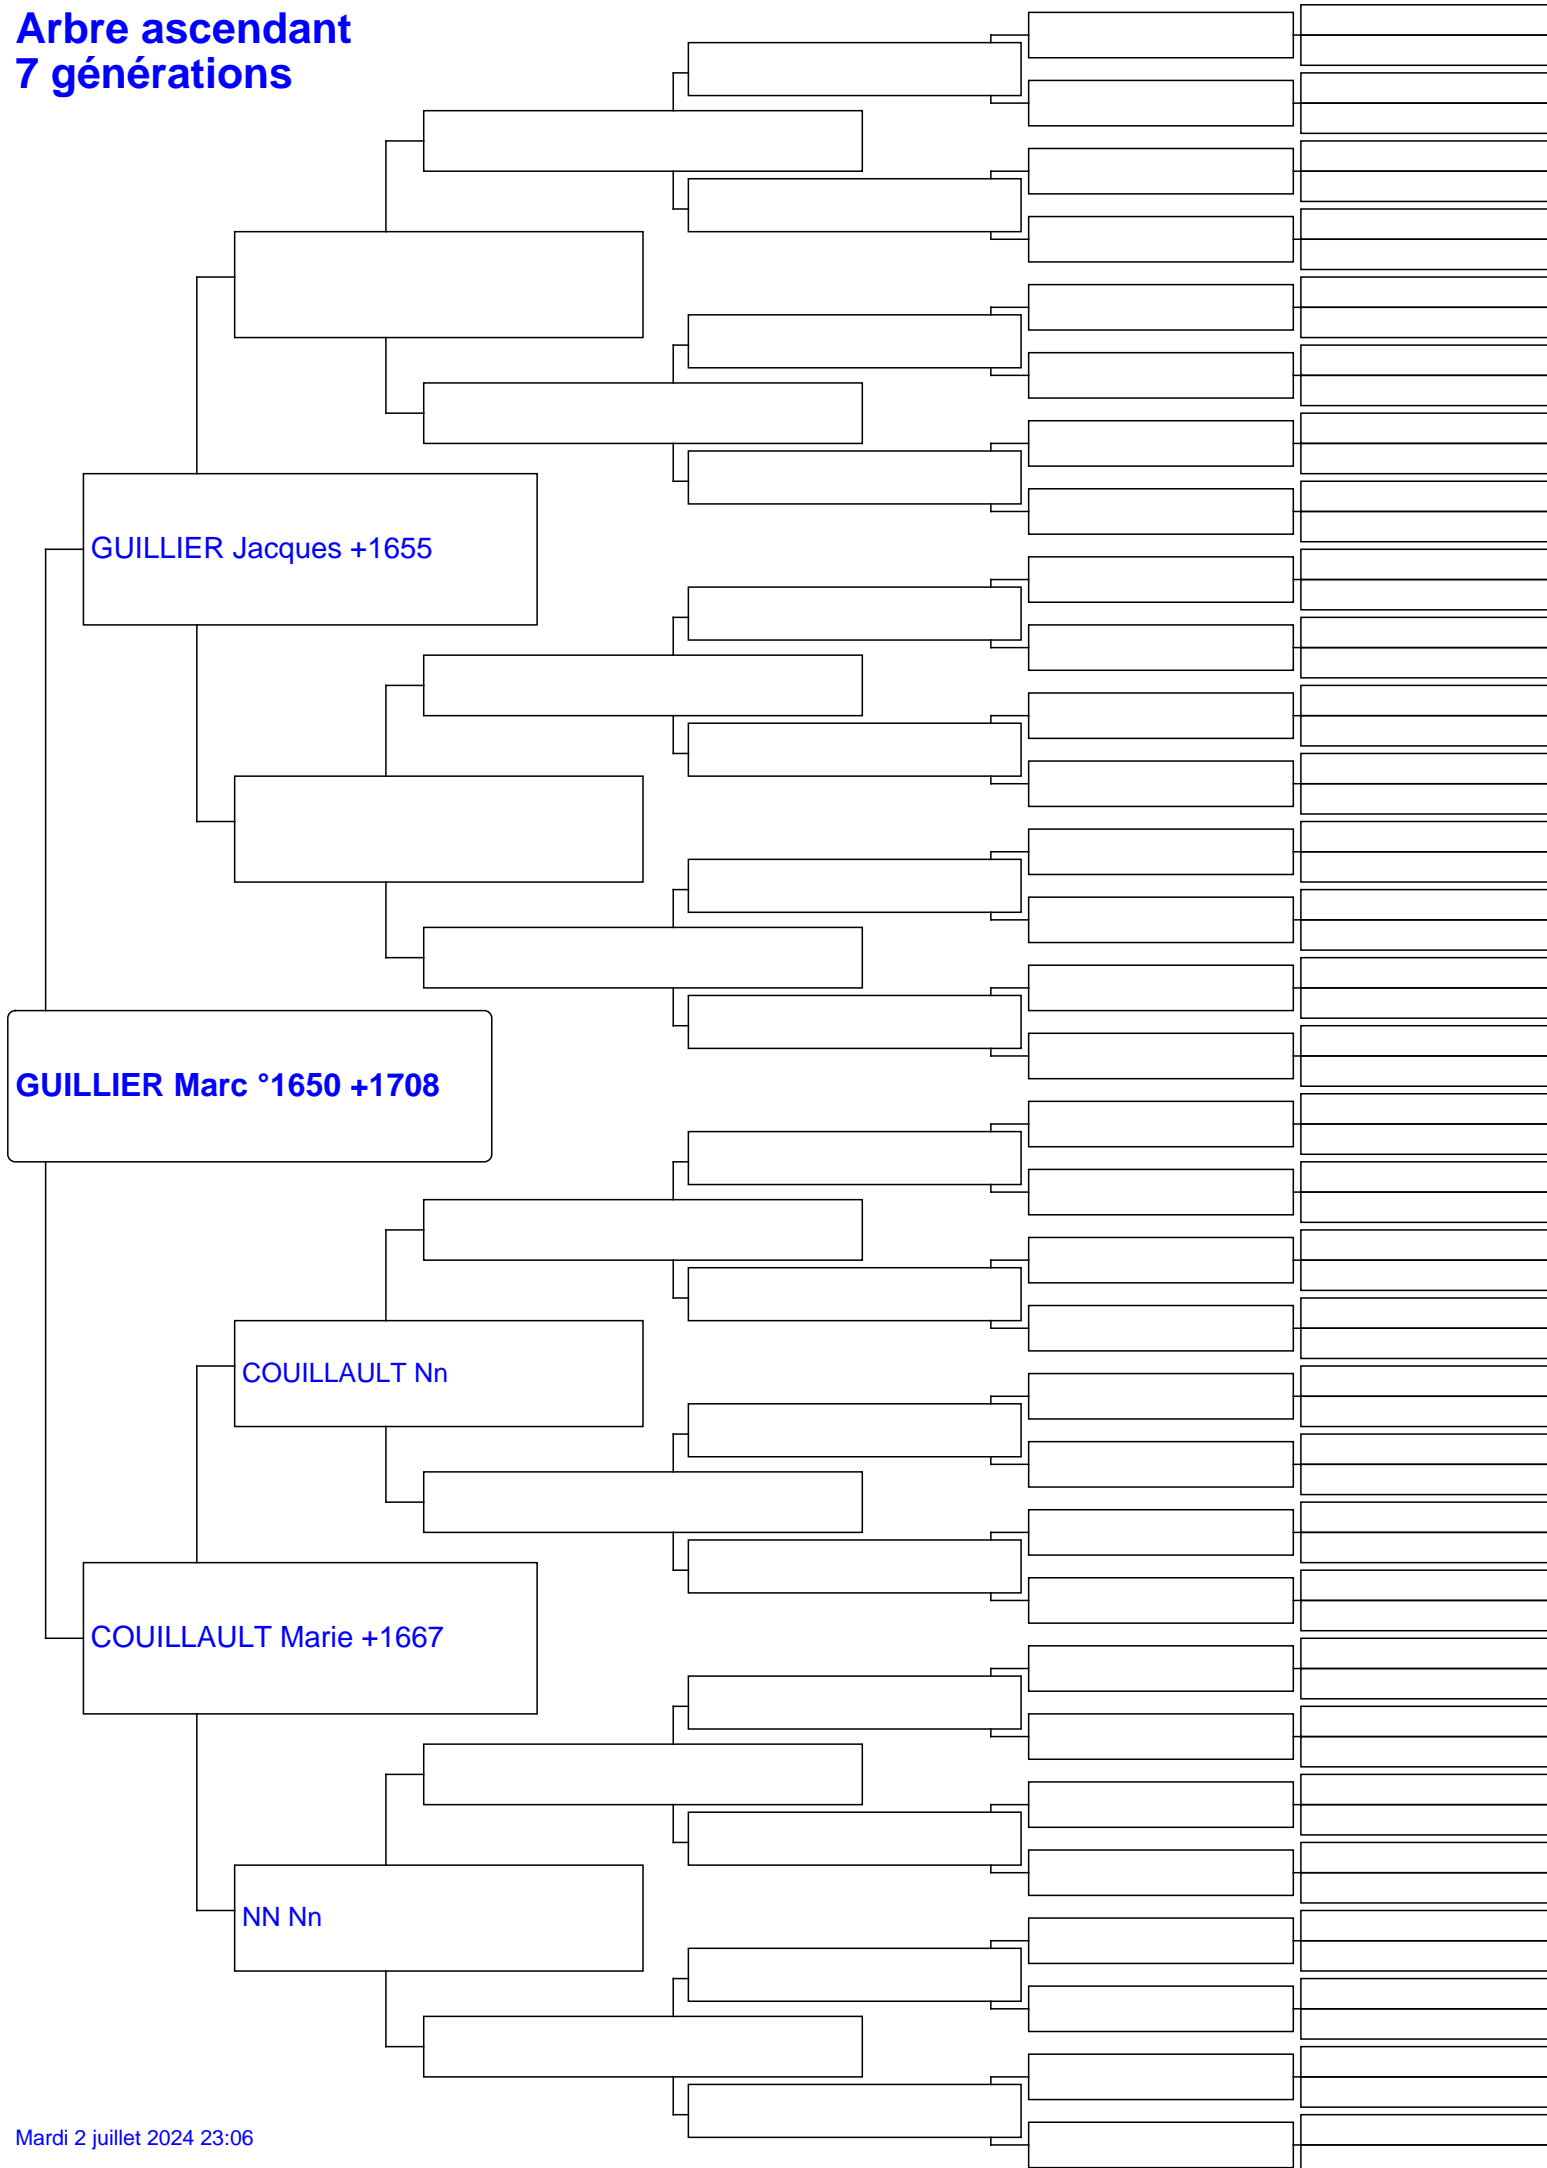 Arbre ascendant
7 générations
GUILLIER Jacques +1655
GUILLIER Marc °1650 +1708
COUILLAULT Nn
COUILLAULT Marie +1667
NN Nn
Mardi 2 juillet 2024 23:06